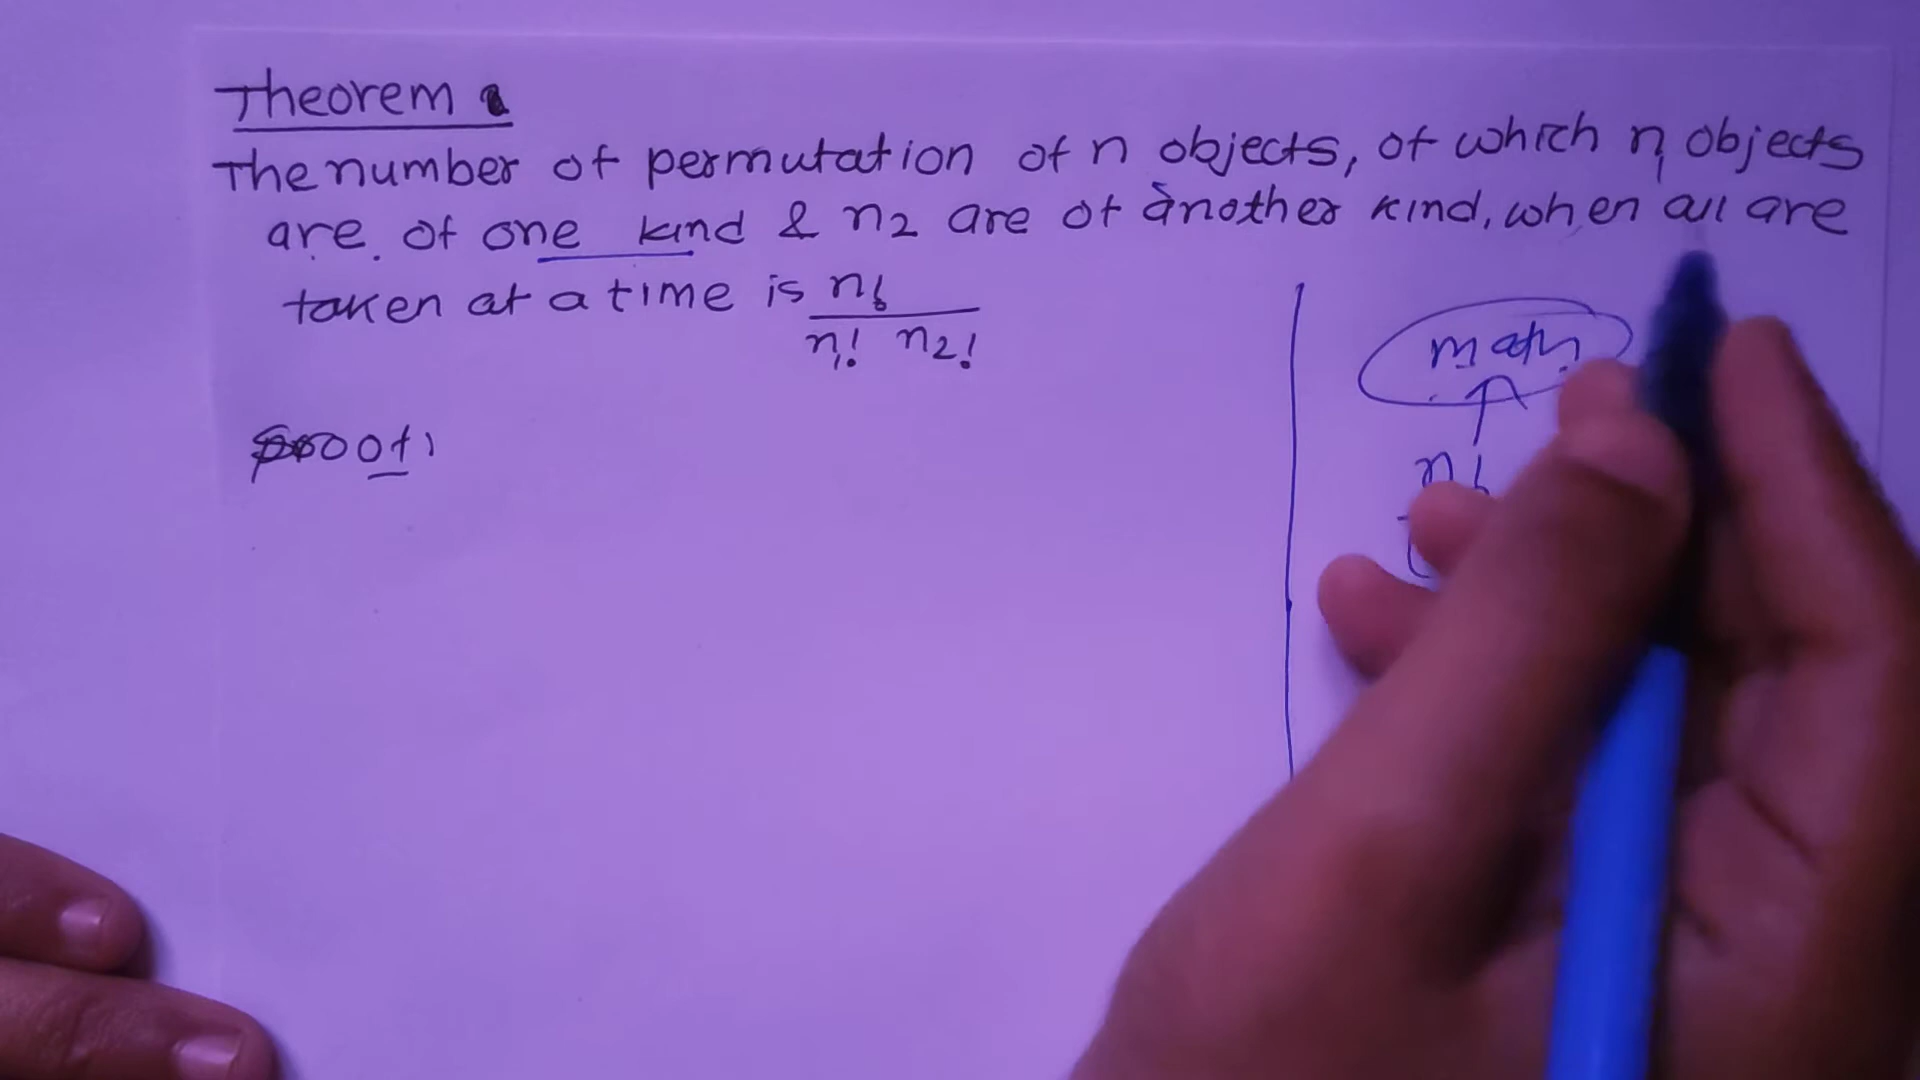 Theorem
The number of permutation of n objects, of which n1 objects
are of one kind & n2 are of another kind, when all are
taken at a time is n!
n1! n2!
math
proof:
n!